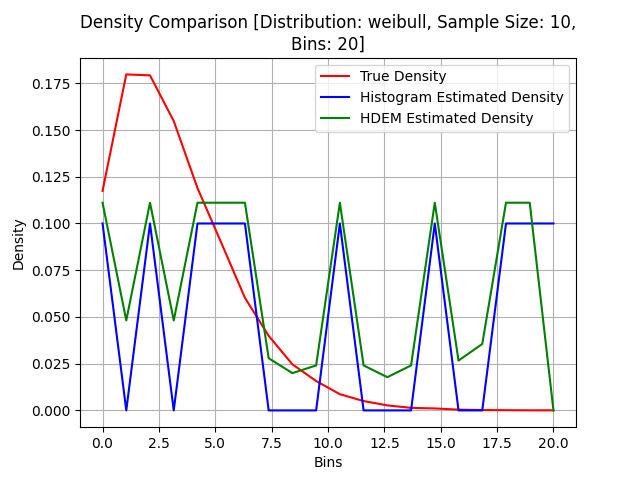 Density Comparison [Distribution: weibull, Sample Size: 10,
Bins: 20]
True Density
Histogram Estimated Density
HDEM Estimated Density
Density
0.175
0.150
0.125
0.100
0.075
0.050
0.025
0.000
0.0 2.5 5.0 7.5 10.0 12.5 15.0 17.5 20.0
Bins